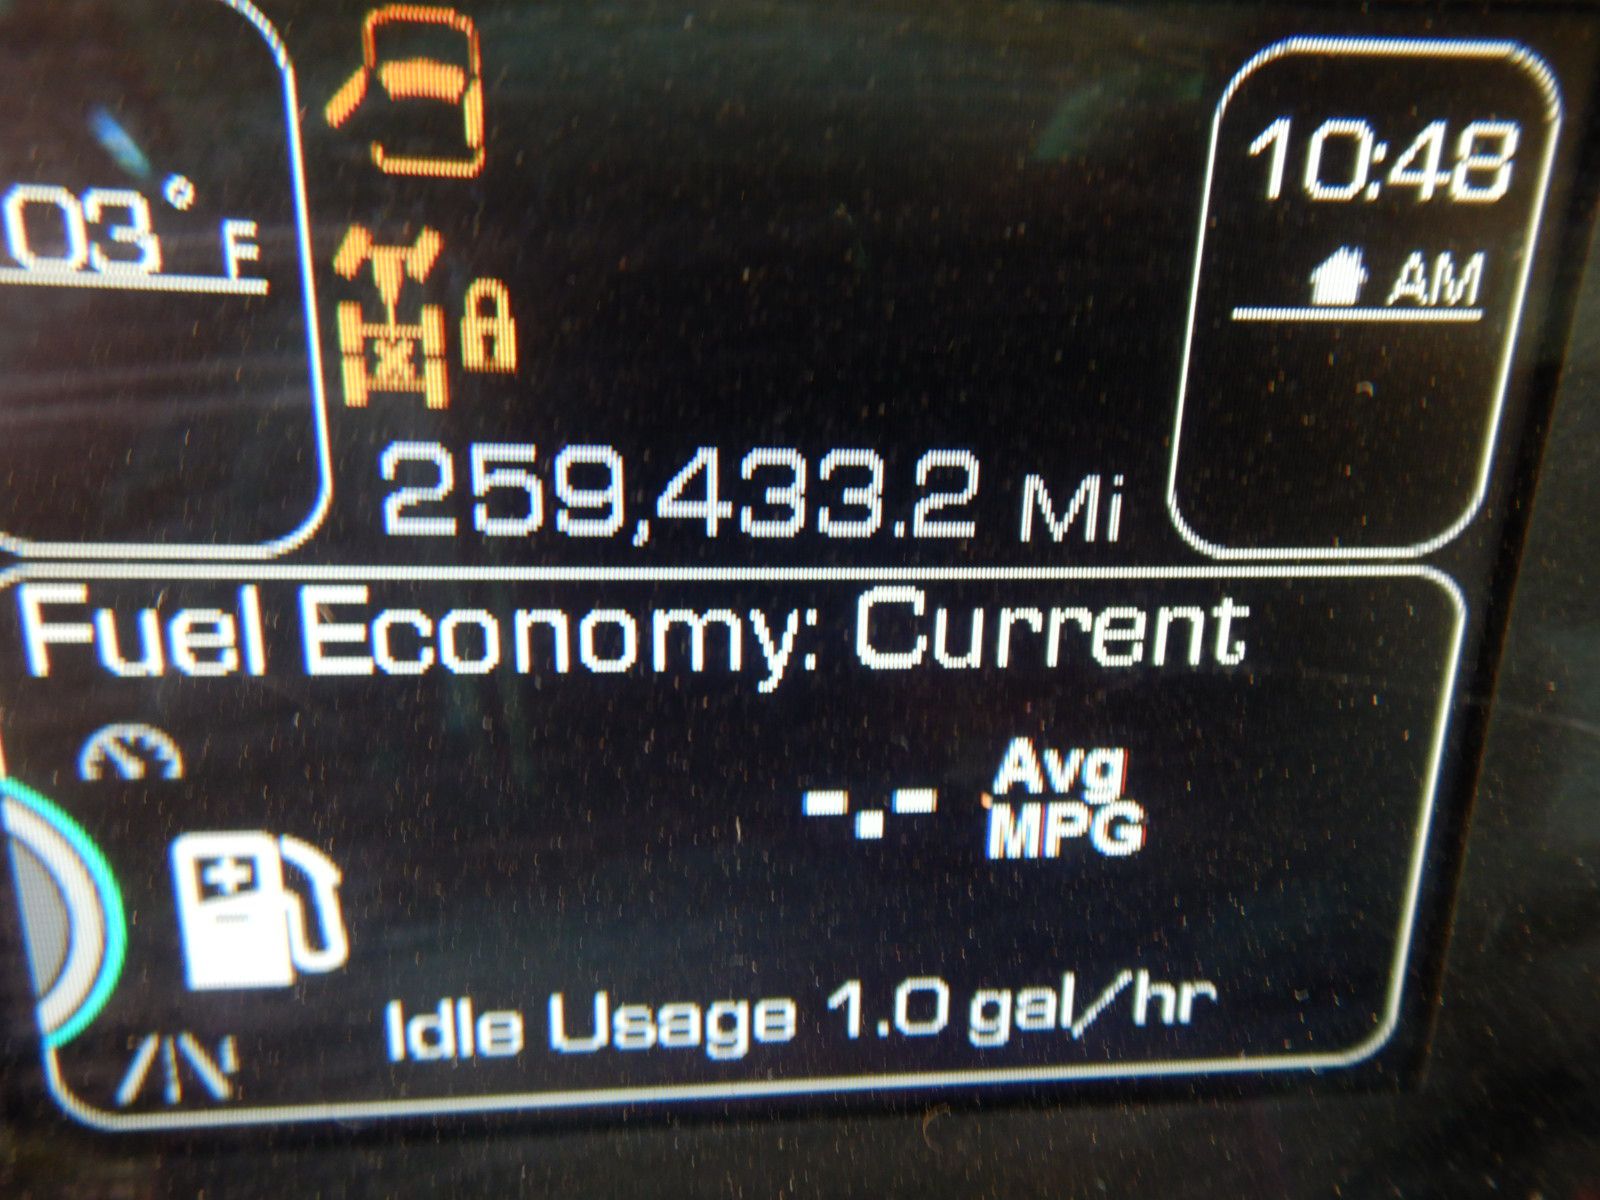 03° F
10:48
AM
259,433.2 Mi
Fuel Economy: Current
-.- Avg
MPG
Idle Usage 1.0 gal/hr